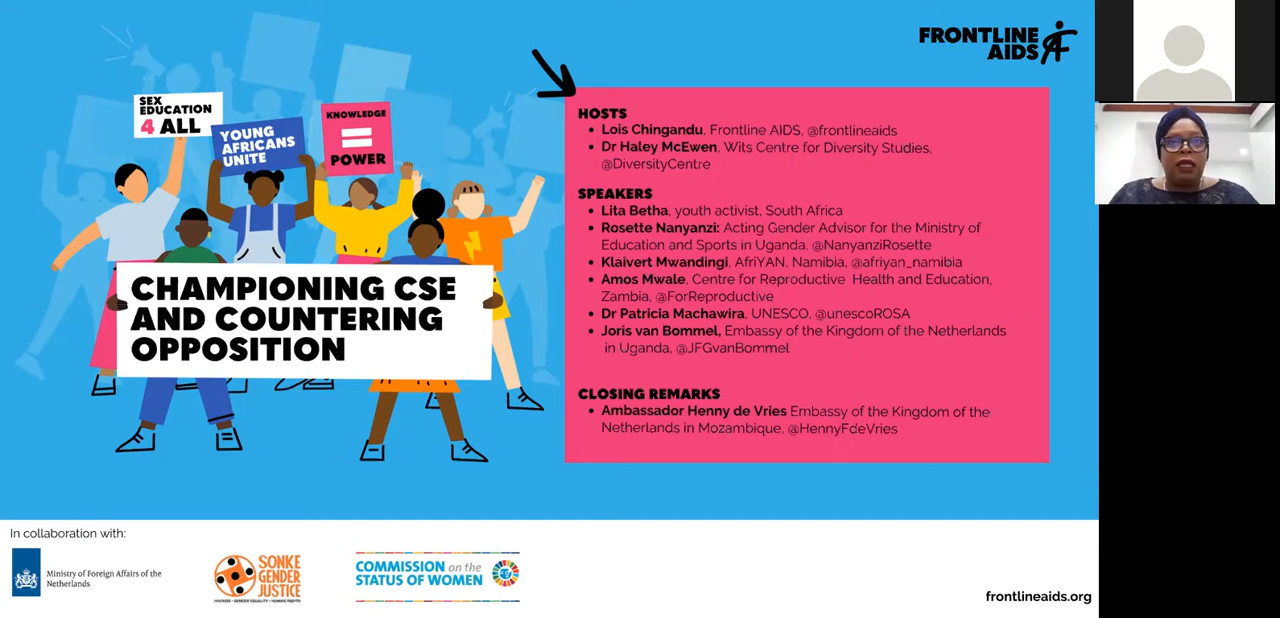 FRONTLINE
AIDS
SEX
EDUCATION
4 ALL
YOUNG
AFRICANS
UNITE
KNOWLEDGE
=
POWER
CHAMPIONING CSE
AND COUNTERING
OPPOSITION
HOSTS
• Lois Chingandu, Frontline AIDS, @frontlineaids
• Dr Haley McEwen, Wits Centre for Diversity Studies,
@DiversityCentre
SPEAKERS
• Lita Betha, youth activist, South Africa
• Rosette Nanyanzi: Acting Gender Advisor for the Ministry of
Education and Sports in Uganda. @NanyanziRosette
• Klaivert Mwandingi, AfriYAN, Namibia, @afriyan_namibia
• Amos Mwale, Centre for Reproductive Health and Education,
Zambia, @ForReproductive
• Dr Patricia Machawira, UNESCO, @unescoROSA
• Joris van Bommel, Embassy of the Kingdom of the Netherlands
in Uganda, @JFGvanBommel
CLOSING REMARKS
• Ambassador Henny de Vries Embassy of the Kingdom of the
Netherlands in Mozambique, @HennyFdeVries
In collaboration with:
Ministry of Foreign Affairs of the
Netherlands
SONKE
GENDER
JUSTICE
HIV/AIDS • GENDER EQUALITY • HUMAN RIGHTS
COMMISSION on the
STATUS OF WOMEN
frontlineaids.org